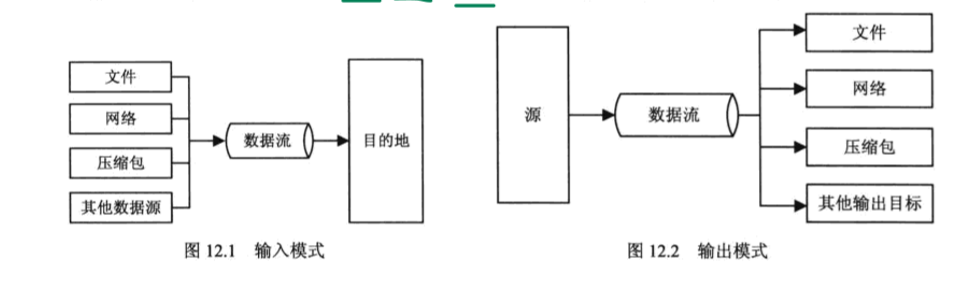 文件
网络
压缩包
其他数据源
数据流
目的地
图 12.1 输入模式
源
数据流
文件
网络
压缩包
其他输出目标
图 12.2 输出模式